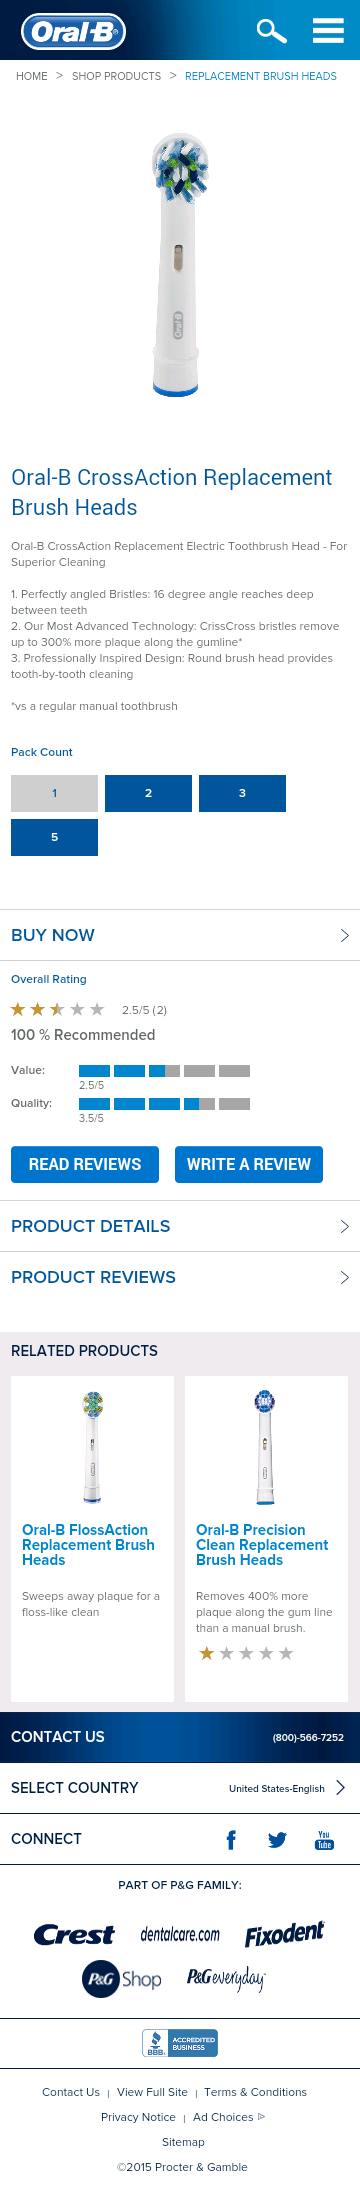 Oral-B®
HOME > SHOP PRODUCTS > REPLACEMENT BRUSH HEADS
Oral-B
Oral-B CrossAction Replacement
Brush Heads
Oral-B CrossAction Replacement Electric Toothbrush Head - For
Superior Cleaning
1. Perfectly angled Bristles: 16 degree angle reaches deep
between teeth
2. Our Most Advanced Technology: CrissCross bristles remove
up to 300% more plaque along the gumline*
3. Professionally Inspired Design: Round brush head provides
tooth-by-tooth cleaning
*vs a regular manual toothbrush
Pack Count
1 2 3
5
BUY NOW
Overall Rating
2.5/5 (2)
100 % Recommended
Value:
2.5/5
Quality:
3.5/5
READ REVIEWS WRITE A REVIEW
PRODUCT DETAILS
PRODUCT REVIEWS
RELATED PRODUCTS
Oral-B FlossAction
Replacement Brush
Heads
Sweeps away plaque for a
floss-like clean
Oral-B Precision
Clean Replacement
Brush Heads
Removes 400% more
plaque along the gum line
than a manual brush.
CONTACT US (800)-566-7252
SELECT COUNTRY United States-English
CONNECT f You Tube
PART OF P&G FAMILY:
Crest dentalcare.com Fixodent
P&G Shop P&G everyday
BBB ACCREDITED BUSINESS
Contact Us | View Full Site | Terms & Conditions
Privacy Notice | Ad Choices
Sitemap
©2015 Procter & Gamble